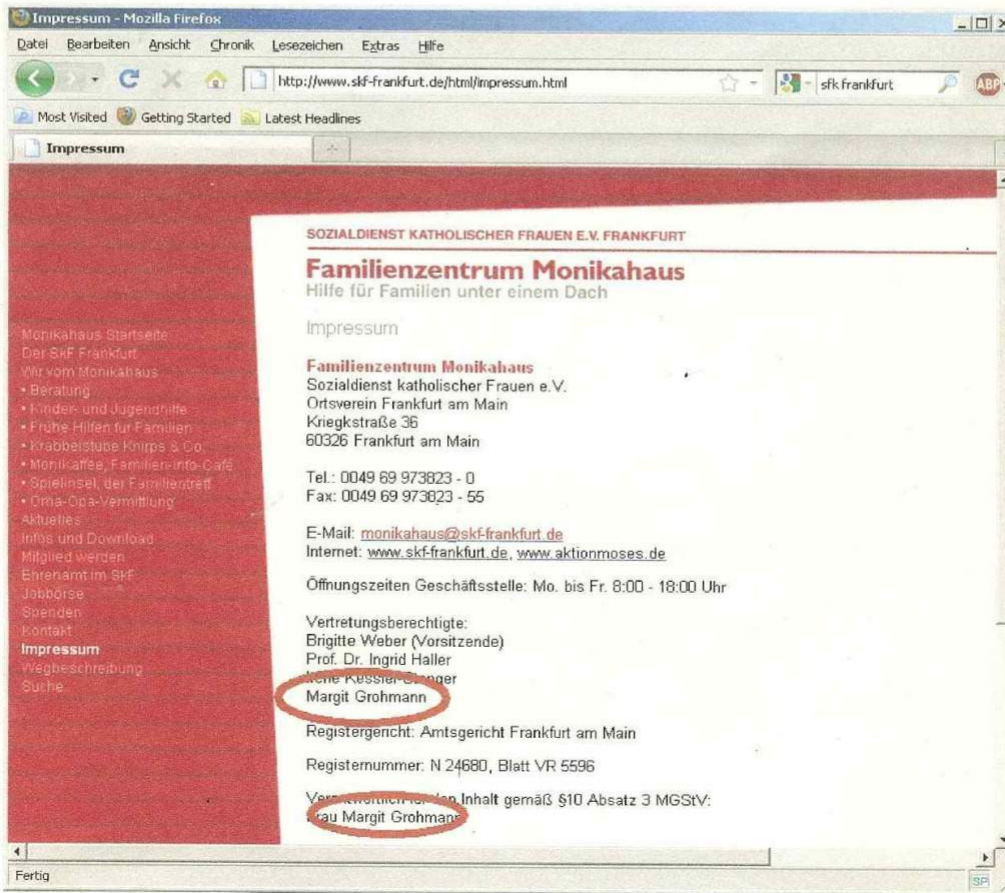 Impressum - Mozilla Firefox
Datei Bearbeiten Ansicht Chronik Lesezeichen Extras Hilfe
http://www.skf-frankfurt.de/html/impressum.html
sfk frankfurt
ABP
Most Visited Getting Started Latest Headlines
Impressum
SOZIALDIENST KATHOLISCHER FRAUEN E.V. FRANKFURT
Familienzentrum Monikahaus
Hilfe für Familien unter einem Dach
Impressum
Monikahaus Startseite
Der SkF Frankfurt
Wir vom Monikahaus
• Beratung
• Kinder- und Jugendhilfe
• Frühe Hilfen für Familien
• Krabbelstube Knirps & Co.
• Monikaffee, Familien-Info-Café
• Spielinsel, der Familientreff
• Oma-Opa-Vermittlung
Aktuelles
Infos und Download
Mitglied werden
Ehrenamt im SkF
Jobbörse
Spenden
Kontakt
Impressum
Wegbeschreibung
Suche
Familienzentrum Monikahaus
Sozialdienst katholischer Frauen e.V.
Ortsverein Frankfurt am Main
Kriegkstraße 36
60326 Frankfurt am Main
Tel.: 0049 69 973823 - 0
Fax: 0049 69 973823 - 55
E-Mail: monikahaus@skf-frankfurt.de
Internet: www.skf-frankfurt.de, www.aktionmoses.de
Öffnungszeiten Geschäftsstelle: Mo. bis Fr. 8:00 - 18:00 Uhr
Vertretungsberechtigte:
Brigitte Weber (Vorsitzende)
Prof. Dr. Ingrid Haller
Margit Grohmann
Registergericht: Amtsgericht Frankfurt am Main
Registernummer: N 24680, Blatt VR 5596
Verantwortlich für den Inhalt gemäß §10 Absatz 3 MGStV:
Frau Margit Grohmann
Fertig